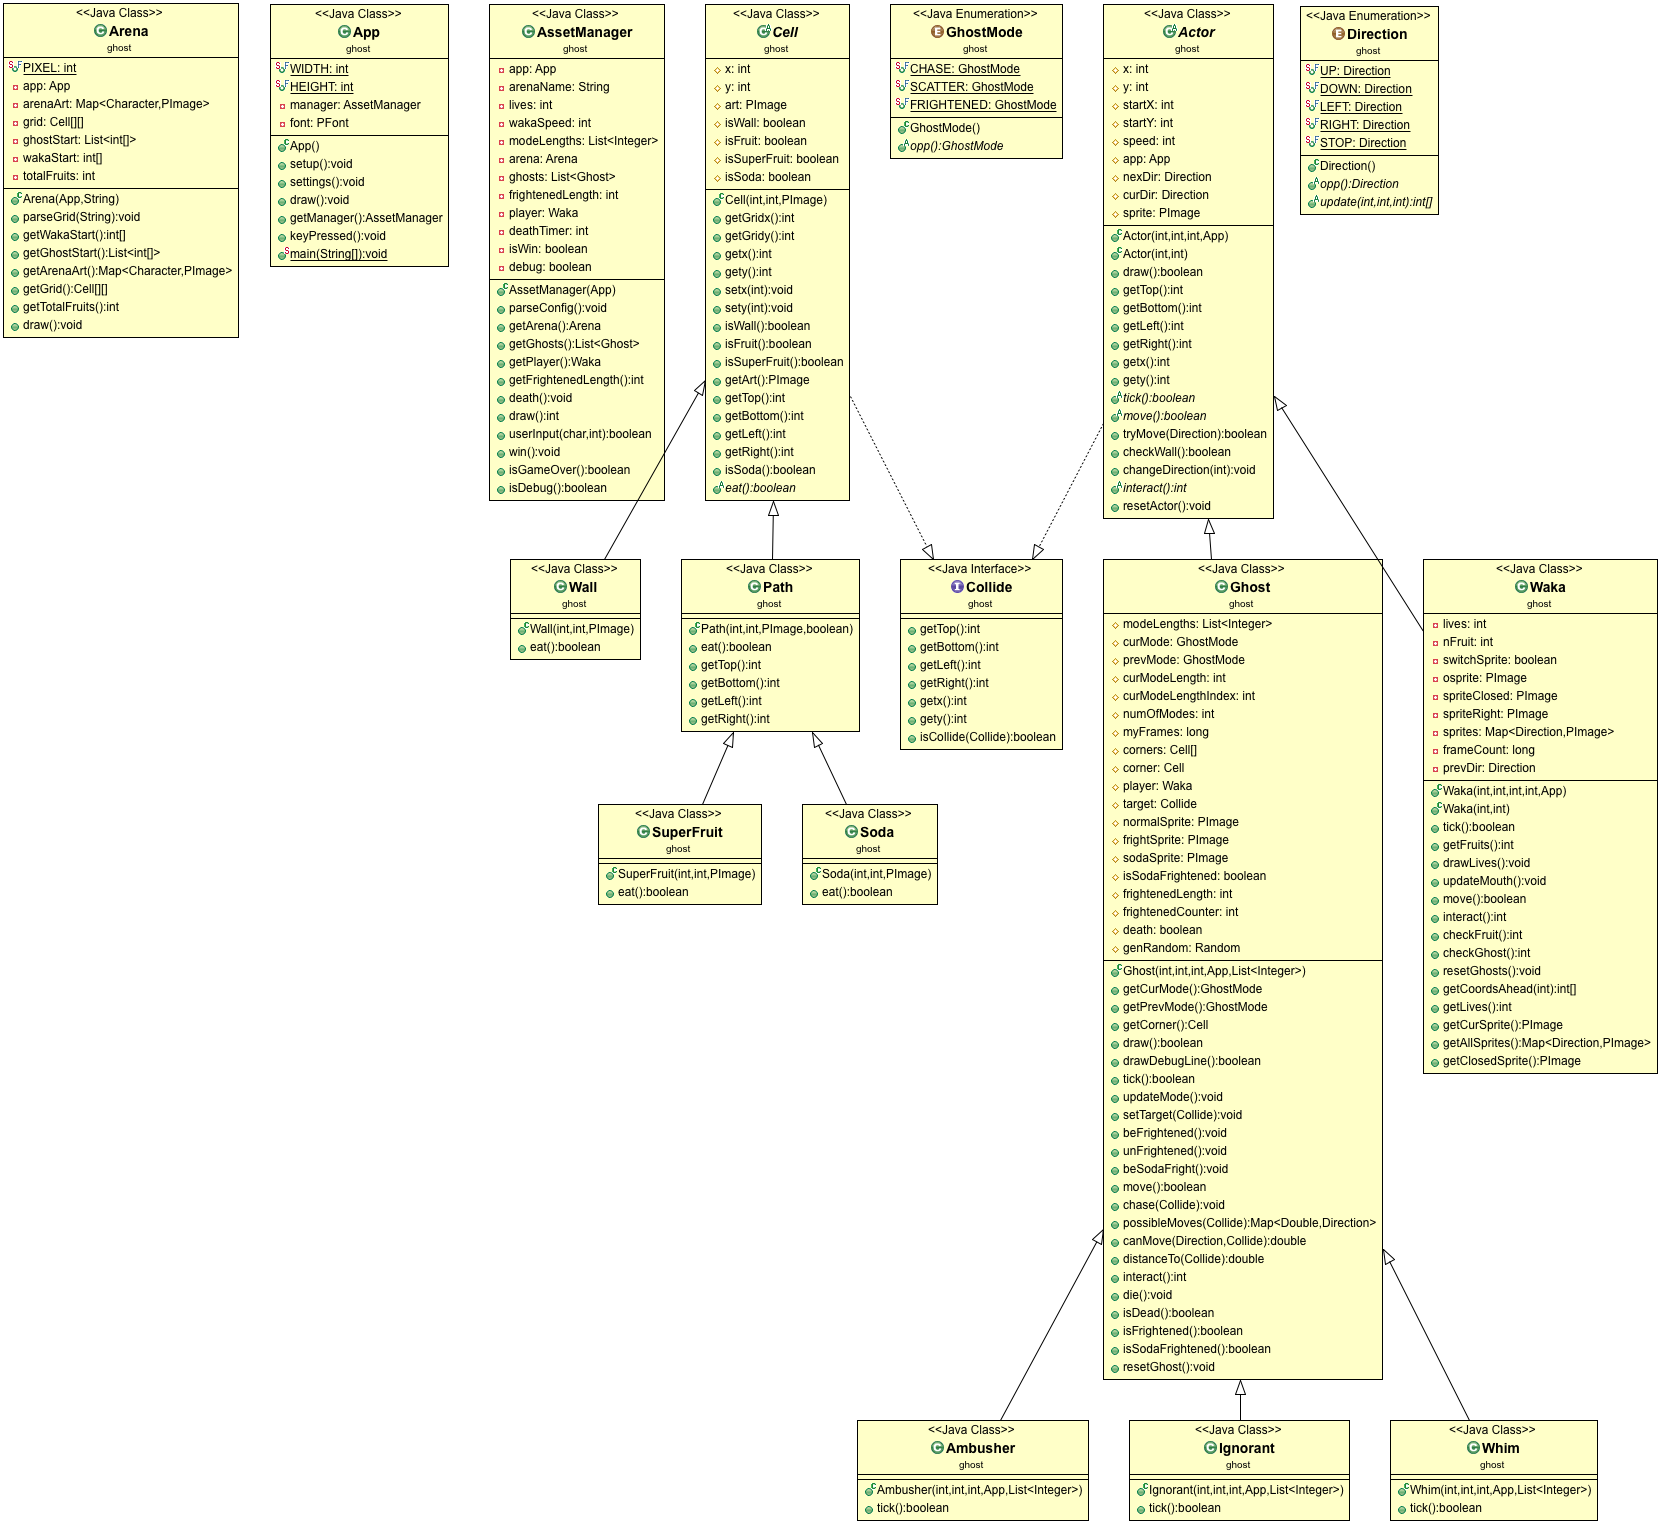 <<Java Class>>
Arena
ghost
PIXEL: int
app: App
arenaArt: Map<Character,PImage>
grid: Cell[][]
ghostStart: List<int[]>
wakaStart: int[]
totalFruits: int
Arena(App,String)
parseGrid(String):void
getWakaStart():int[]
getGhostStart():List<int[]>
getArenaArt():Map<Character,PImage>
getGrid():Cell[][]
getTotalFruits():int
draw():void
<<Java Class>>
App
ghost
WIDTH: int
HEIGHT: int
manager: AssetManager
font: PFont
App()
setup():void
settings():void
draw():void
getManager():AssetManager
keyPressed():void
main(String[]):void
<<Java Class>>
AssetManager
ghost
app: App
arenaName: String
lives: int
wakaSpeed: int
modeLengths: List<Integer>
arena: Arena
ghosts: List<Ghost>
frightenedLength: int
player: Waka
deathTimer: int
isWin: boolean
debug: boolean
AssetManager(App)
parseConfig():void
getArena():Arena
getGhosts():List<Ghost>
getPlayer():Waka
getFrightenedLength():int
death():void
draw():int
userInput(char,int):boolean
win():void
isGameOver():boolean
isDebug():boolean
<<Java Class>>
Cell
ghost
x: int
y: int
art: PImage
isWall: boolean
isFruit: boolean
isSuperFruit: boolean
isSoda: boolean
Cell(int,int,PImage)
getGridx():int
getGridy():int
getx():int
gety():int
setx(int):void
sety(int):void
isWall():boolean
isFruit():boolean
isSuperFruit():boolean
getArt():PImage
getTop():int
getBottom():int
getLeft():int
getRight():int
isSoda():boolean
eat():boolean
<<Java Enumeration>>
GhostMode
ghost
CHASE: GhostMode
SCATTER: GhostMode
FRIGHTENED: GhostMode
GhostMode()
opp():GhostMode
<<Java Class>>
Actor
ghost
x: int
y: int
startX: int
startY: int
speed: int
app: App
nexDir: Direction
curDir: Direction
sprite: PImage
Actor(int,int,int,App)
Actor(int,int)
draw():boolean
getTop():int
getBottom():int
getLeft():int
getRight():int
getx():int
gety():int
tick():boolean
move():boolean
tryMove(Direction):boolean
checkWall():boolean
changeDirection(int):void
interact():int
resetActor():void
<<Java Enumeration>>
Direction
ghost
UP: Direction
DOWN: Direction
LEFT: Direction
RIGHT: Direction
STOP: Direction
Direction()
opp():Direction
update(int,int,int):int[]
<<Java Class>>
Wall
ghost
Wall(int,int,PImage)
eat():boolean
<<Java Class>>
Path
ghost
Path(int,int,PImage,boolean)
eat():boolean
getTop():int
getBottom():int
getLeft():int
getRight():int
<<Java Interface>>
Collide
ghost
getTop():int
getBottom():int
getLeft():int
getRight():int
getx():int
gety():int
isCollide(Collide):boolean
<<Java Class>>
Ghost
ghost
modeLengths: List<Integer>
curMode: GhostMode
prevMode: GhostMode
curModeLength: int
curModeLengthIndex: int
numOfModes: int
myFrames: long
corners: Cell[]
corner: Cell
player: Waka
target: Collide
normalSprite: PImage
frightSprite: PImage
sodaSprite: PImage
isSodaFrightened: boolean
frightenedLength: int
frightenedCounter: int
death: boolean
genRandom: Random
Ghost(int,int,int,App,List<Integer>)
getCurMode():GhostMode
getPrevMode():GhostMode
getCorner():Cell
draw():boolean
drawDebugLine():boolean
tick():boolean
updateMode():void
setTarget(Collide):void
beFrightened():void
unFrightened():void
beSodaFright():void
move():boolean
chase(Collide):void
possibleMoves(Collide):Map<Double,Direction>
canMove(Direction,Collide):double
distanceTo(Collide):double
interact():int
die():void
isDead():boolean
isFrightened():boolean
isSodaFrightened():boolean
resetGhost():void
<<Java Class>>
Waka
ghost
lives: int
nFruit: int
switchSprite: boolean
osprite: PImage
spriteClosed: PImage
spriteRight: PImage
sprites: Map<Direction,PImage>
frameCount: long
prevDir: Direction
Waka(int,int,int,int,App)
Waka(int,int)
tick():boolean
getFruits():int
drawLives():void
updateMouth():void
move():boolean
interact():int
checkFruit():int
checkGhost():int
resetGhosts():void
getCoordsAhead(int):int[]
getLives():int
getCurSprite():PImage
getAllSprites():Map<Direction,PImage>
getClosedSprite():PImage
<<Java Class>>
SuperFruit
ghost
SuperFruit(int,int,PImage)
eat():boolean
<<Java Class>>
Soda
ghost
Soda(int,int,PImage)
eat():boolean
<<Java Class>>
Ambusher
ghost
Ambusher(int,int,int,App,List<Integer>)
tick():boolean
<<Java Class>>
Ignorant
ghost
Ignorant(int,int,int,App,List<Integer>)
tick():boolean
<<Java Class>>
Whim
ghost
Whim(int,int,int,App,List<Integer>)
tick():boolean